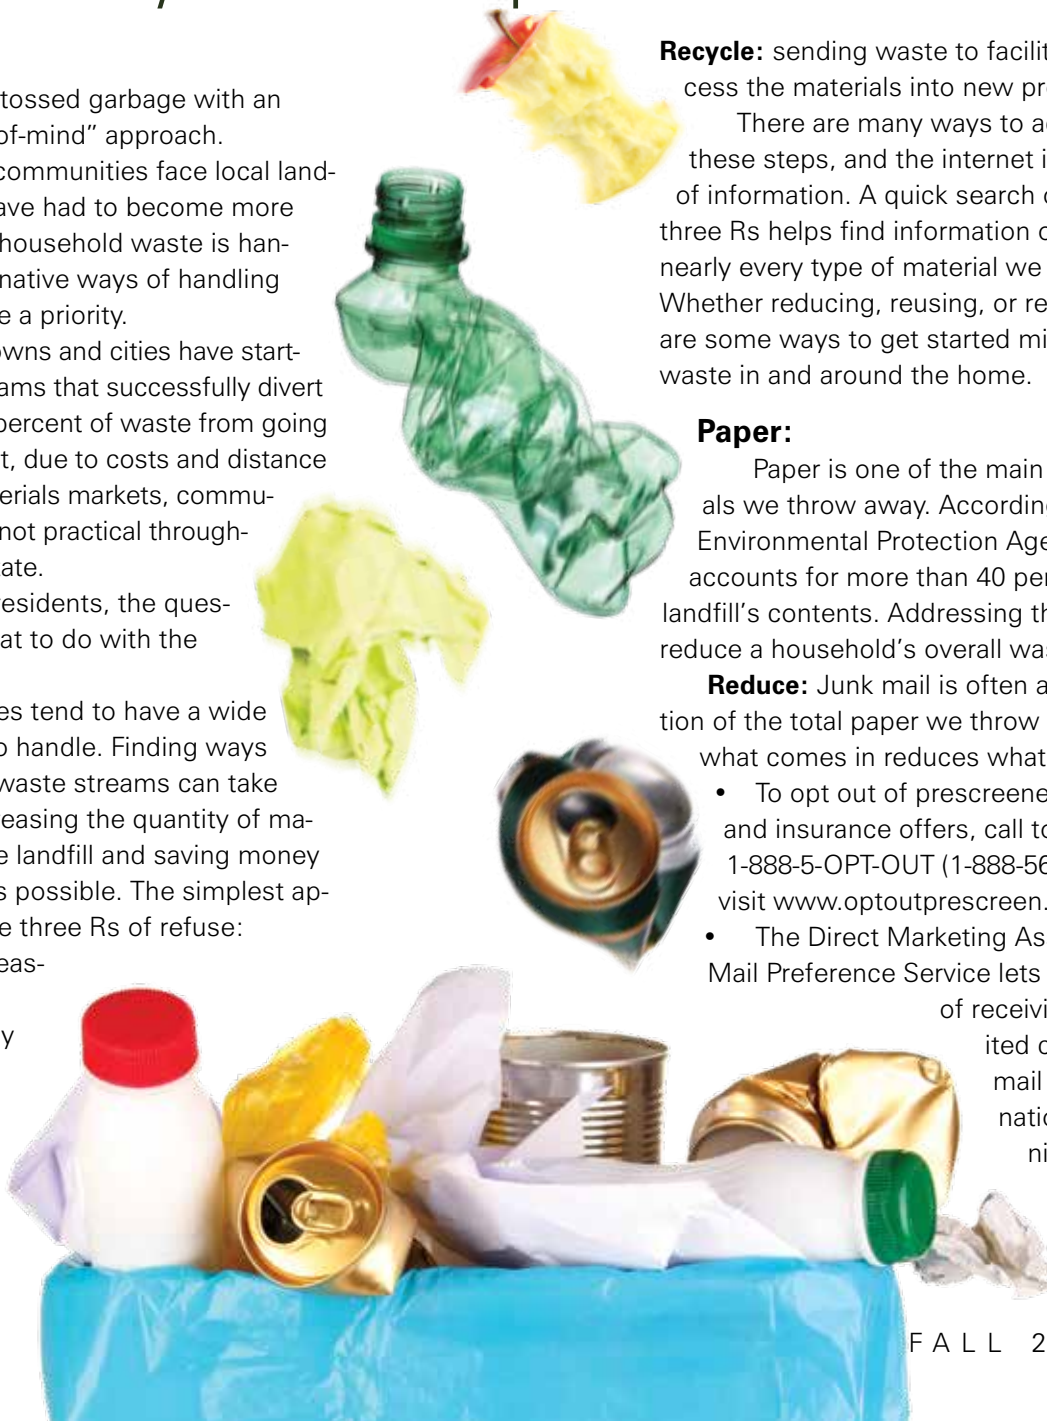 tossed garbage with an
of-mind” approach.
communities face local land-
ave had to become more
household waste is han-
native ways of handling
e a priority.
owns and cities have start-
ams that successfully divert
percent of waste from going
t, due to costs and distance
erials markets, commu-
not practical through-
ate.
residents, the ques-
at to do with the
es tend to have a wide
o handle. Finding ways
waste streams can take
easing the quantity of ma-
e landfill and saving money
s possible. The simplest ap-
e three Rs of refuse:
eas-
y
Recycle: sending waste to facilit
cess the materials into new pr
There are many ways to a
these steps, and the internet i
of information. A quick search
three Rs helps find information
nearly every type of material we
Whether reducing, reusing, or re
are some ways to get started mi
waste in and around the home.
Paper:
Paper is one of the main
als we throw away. According
Environmental Protection Age
accounts for more than 40 per
landfill’s contents. Addressing th
reduce a household’s overall was
Reduce: Junk mail is often a
tion of the total paper we throw
what comes in reduces what
• To opt out of prescreene
and insurance offers, call to
1-888-5-OPT-OUT (1-888-56
visit www.optoutprescreen.
• The Direct Marketing As
Mail Preference Service lets
of receivi
ited c
mail
natio
ni
FALL 2